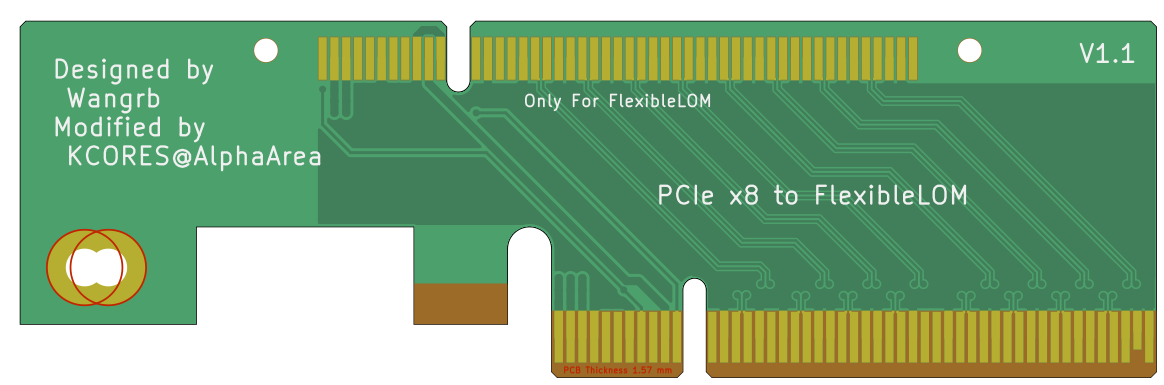 Designed by
Wangrb
Modified by
KCORES@AlphaArea
V1.1
Only For FlexibleLOM
PCIe x8 to FlexibleLOM
PCB Thickness 1.57 mm